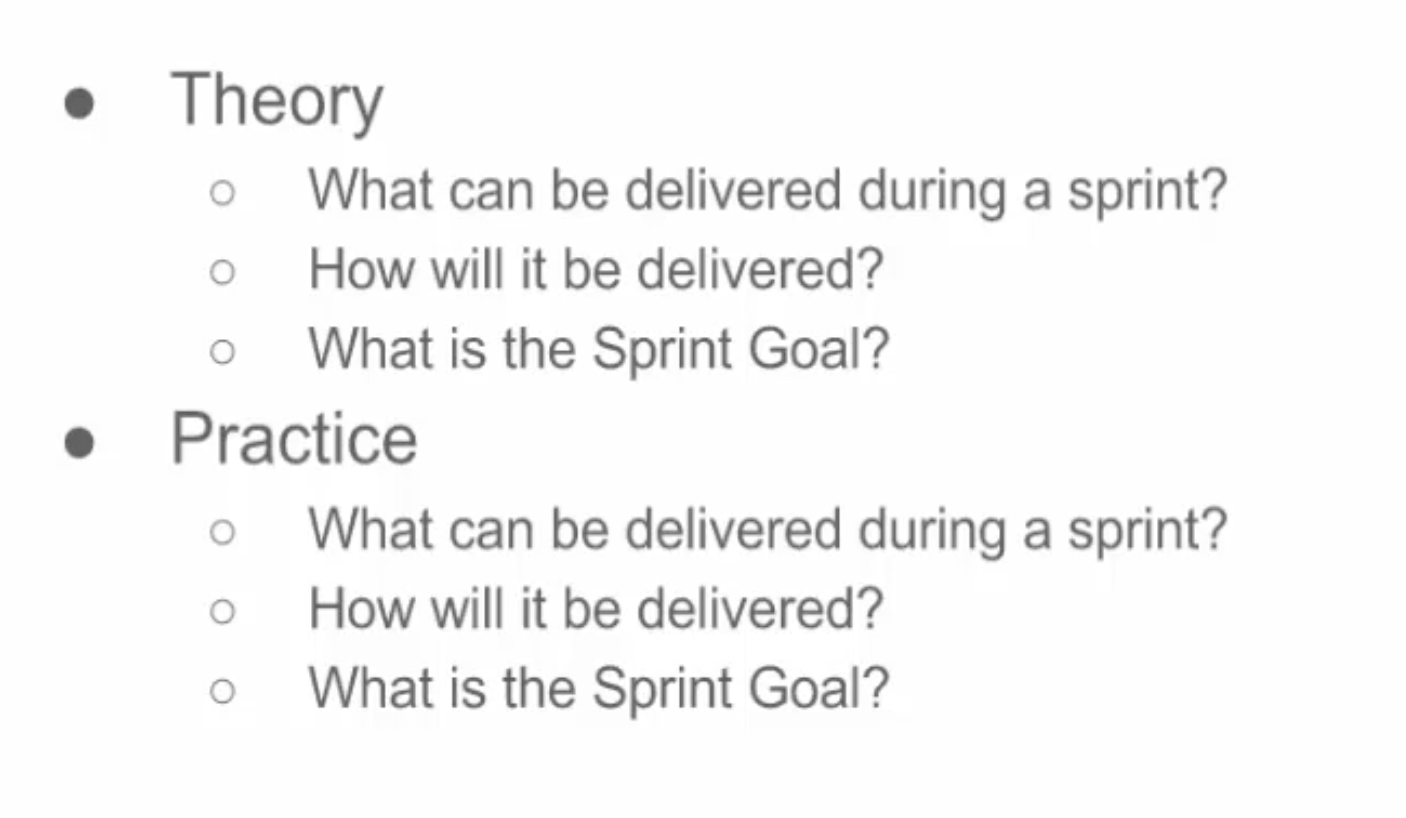 ● Theory
○ What can be delivered during a sprint?
○ How will it be delivered?
○ What is the Sprint Goal?
● Practice
○ What can be delivered during a sprint?
○ How will it be delivered?
○ What is the Sprint Goal?